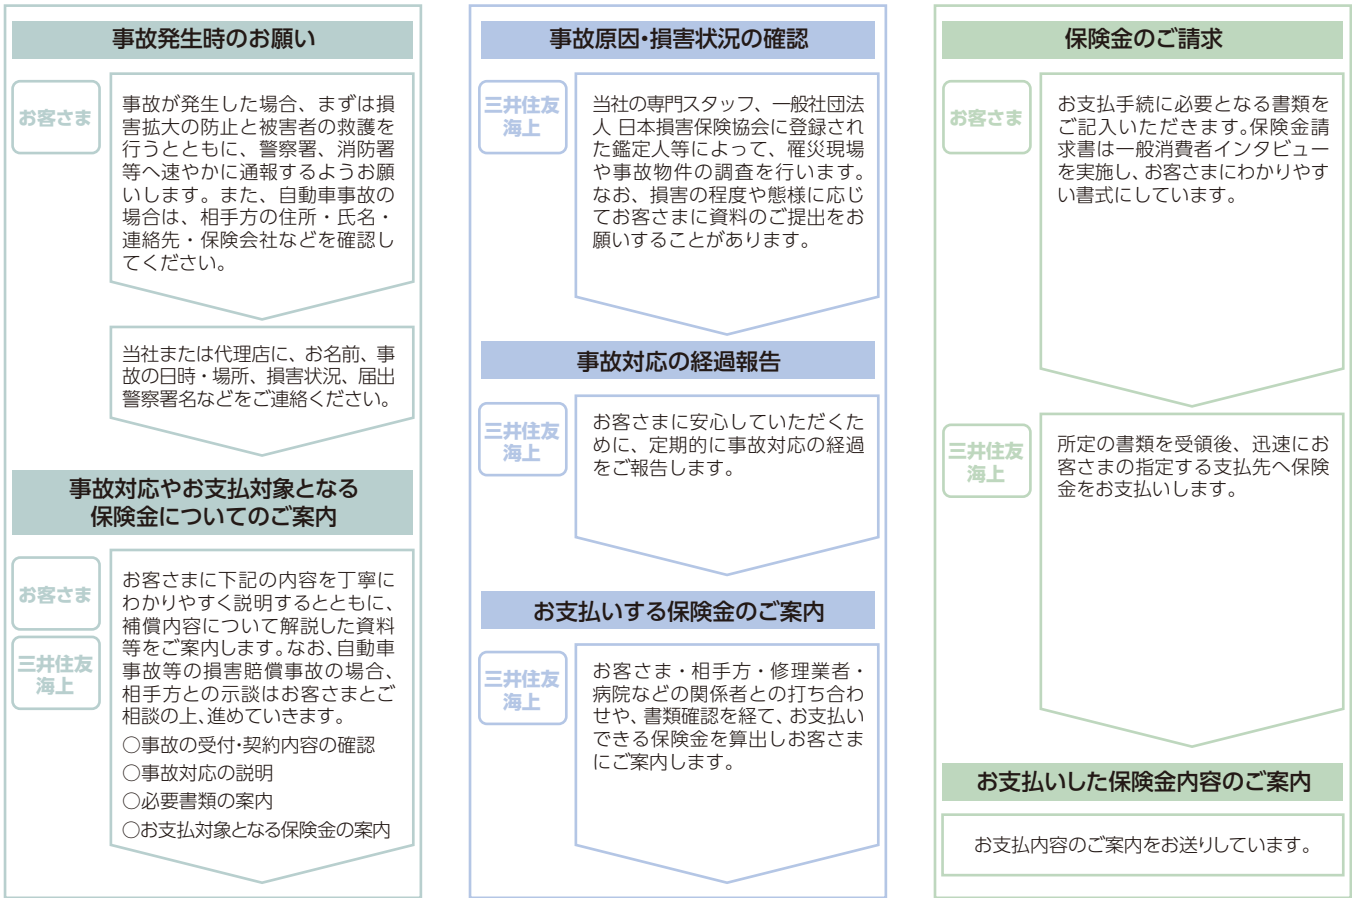 事故発生時のお願い
お客さま
事故が発生した場合、まずは損
害拡大の防止と被害者の救護を
行うとともに、警察署、消防署
等へ速やかに通報するようお願
いします。また、自動車事故の
場合は、相手方の住所・氏名・
連絡先・保険会社などを確認し
てください。
当社または代理店に、お名前、事
故の日時・場所、損害状況、届出
警察署名などをご連絡ください。
事故対応やお支払対象となる
保険金についてのご案内
お客さま
三井住友
海上
お客さまに下記の内容を丁寧に
わかりやすく説明するとともに、
補償内容について解説した資料
等をご案内します。なお、自動車
事故等の損害賠償事故の場合、
相手方との示談はお客さまとご
相談の上、進めていきます。
○事故の受付・契約内容の確認
○事故対応の説明
○必要書類の案内
○お支払対象となる保険金の案内
事故原因・損害状況の確認
三井住友
海上
当社の専門スタッフ、一般社団法
人 日本損害保険協会に登録され
た鑑定人等によって、罹災現場
や事故物件の調査を行います。
なお、損害の程度や態様に応じ
てお客さまに資料のご提出をお
願いすることがあります。
事故対応の経過報告
三井住友
海上
お客さまに安心していただくた
めに、定期的に事故対応の経過
をご報告します。
お支払いする保険金のご案内
三井住友
海上
お客さま・相手方・修理業者・
病院などの関係者との打ち合わ
せや、書類確認を経て、お支払い
できる保険金を算出しお客さま
にご案内します。
保険金のご請求
お客さま
お支払手続に必要となる書類を
ご記入いただきます。保険金請
求書は一般消費者インタビュー
を実施し、お客さまにわかりやす
い書式にしています。
三井住友
海上
所定の書類を受領後、迅速にお
客さまの指定する支払先へ保険
金をお支払いします。
お支払いした保険金内容のご案内
お支払内容のご案内をお送りしています。